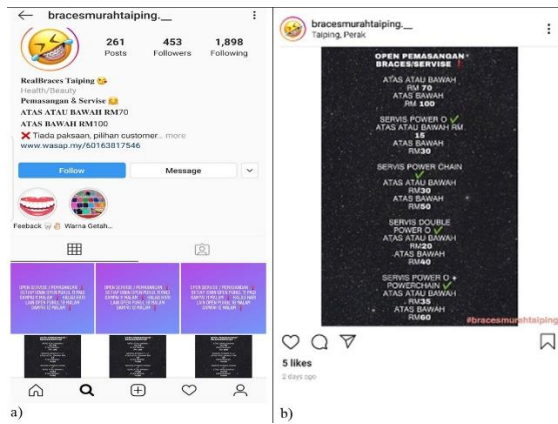 bracesmurahtaiping.__
261
453
1,898
Posts
Followers
Following
RealBraces Taiping
Health/Beauty
Pemasangan & Servise
ATAS ATAU BAWAH RM70
ATAS BAWAH RM100
Tiada paksaan, pilihan customer... more
www.wasap.my/60163817546
Follow
Message
Feeback
Warna Getah...
a)
bracesmurahtaiping.__
Taiping, Perak
OPEN PEMASANGAN
BRACES/SERVISE
ATAS ATAU BAWAH
RM 70
ATAS BAWAH
RM 100
SERVIS POWER O
ATAS ATAU BAWAH RM
15
ATAS BAWAH
RM30
SERVIS POWER CHAIN
ATAS ATAU BAWAH
RM30
ATAS BAWAH
RM50
SERVIS DOUBLE
POWER O
ATAS ATAU BAWAH
RM20
ATAS BAWAH
RM40
SERVIS POWER O +
POWERCHAIN
ATAS ATAU BAWAH
RM35
ATAS BAWAH
RM60
#bracesmurahtaiping
5 likes
2 days ago
b)